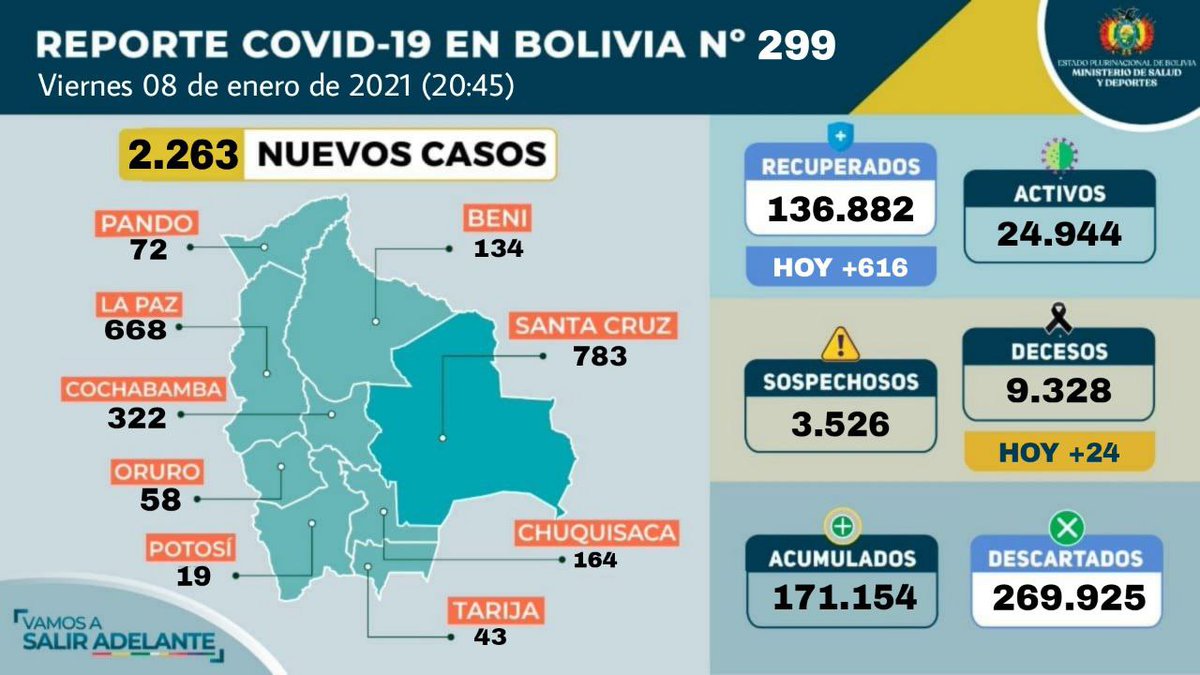 REPORTE COVID-19 EN BOLIVIA Nº 299
Viernes 08 de enero de 2021 (20:45)
ESTADO PLURINACIONAL DE BOLIVIA
MINISTERIO DE SALUD
Y DEPORTES
2.263 NUEVOS CASOS
PANDO
72
BENI
134
LA PAZ
668
SANTA CRUZ
783
COCHABAMBA
322
ORURO
58
CHUQUISACA
164
POTOSÍ
19
TARIJA
43
RECUPERADOS
136.882
HOY +616
ACTIVOS
24.944
SOSPECHOSOS
3.526
DECESOS
9.328
HOY +24
ACUMULADOS
171.154
DESCARTADOS
269.925
VAMOS A
SALIR ADELANTE